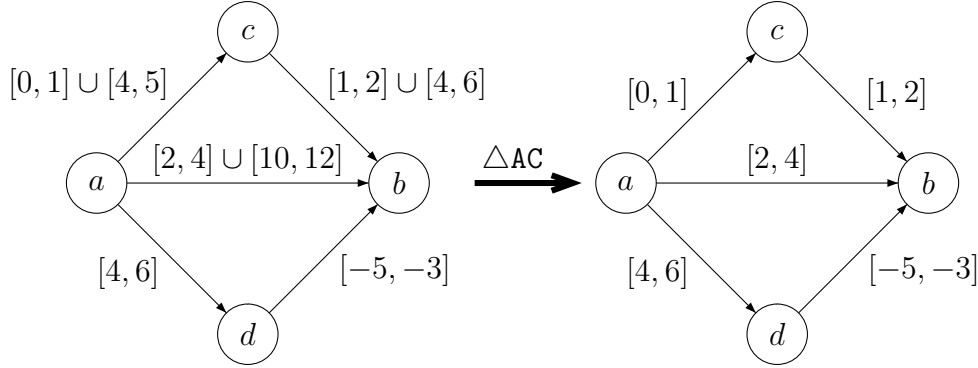 c
[0, 1] ∪ [4, 5]
[1, 2] ∪ [4, 6]
[2, 4] ∪ [10, 12]
a
b
[4, 6]
[−5, −3]
d
△AC
c
[0, 1]
[1, 2]
[2, 4]
a
b
[4, 6]
[−5, −3]
d